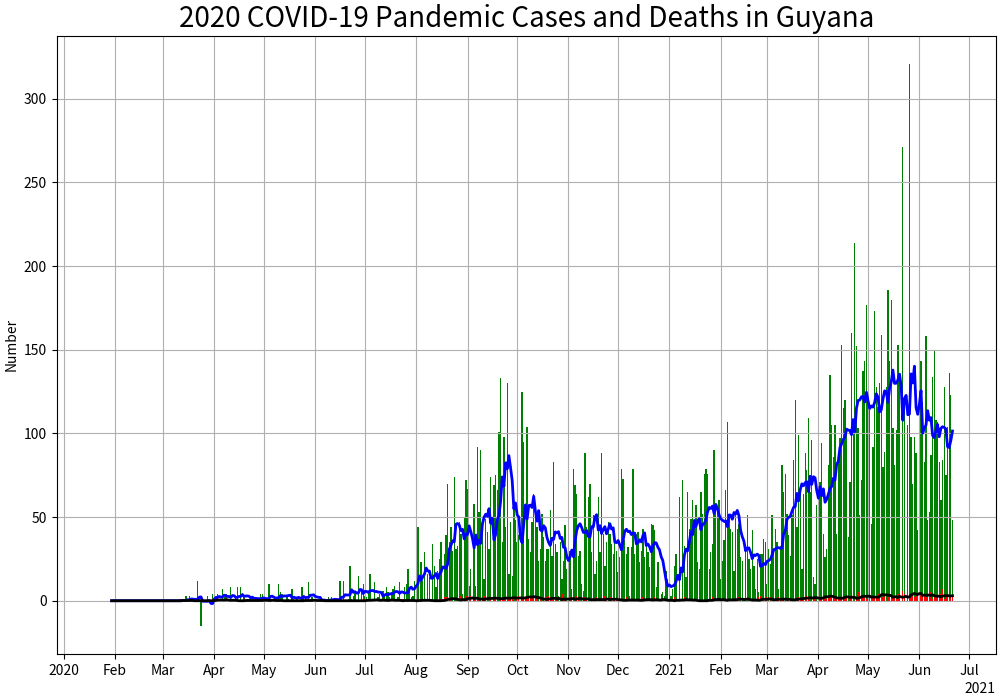 2020 COVID-19 Pandemic Cases and Deaths in Guyana
Number
300
250
200
150
100
50
0
2020 Feb Mar Apr May Jun Jul Aug Sep Oct Nov Dec 2021 Feb Mar Apr May Jun Jul
2021